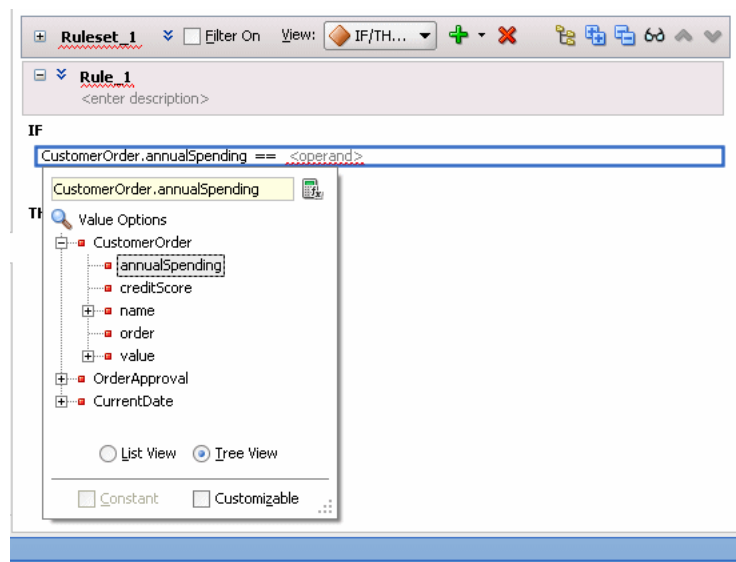 Ruleset_1 Filter On View: IF/TH...
Rule_1
<enter description>
IF
CustomerOrder.annualSpending == <operand>
CustomerOrder.annualSpending fx
TH Value Options
CustomerOrder
annualSpending
creditScore
name
order
value
OrderApproval
CurrentDate
List View Tree View
Constant Customizable